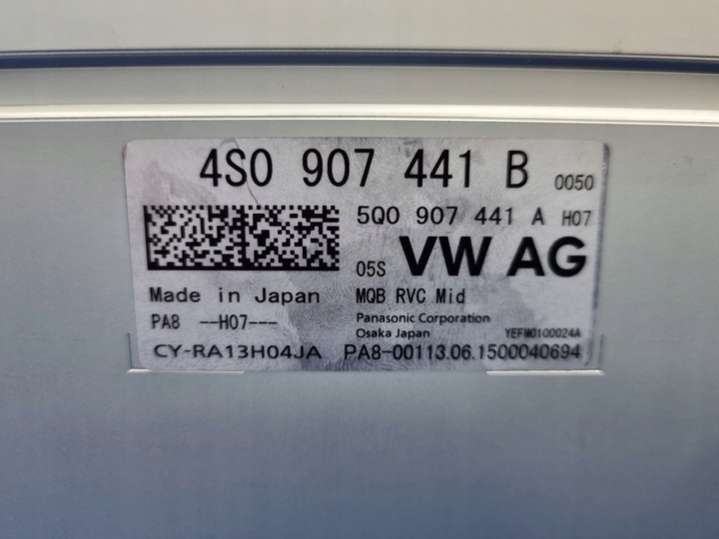 4S0 907 441 B 0050
5Q0 907 441 A H07
05S VW AG
Made in Japan MQB RVC Mid
PA8 --H07--- Panasonic Corporation
Osaka Japan YEFM0100024A
CY-RA13H04JA PA8-00113.06.1500040694